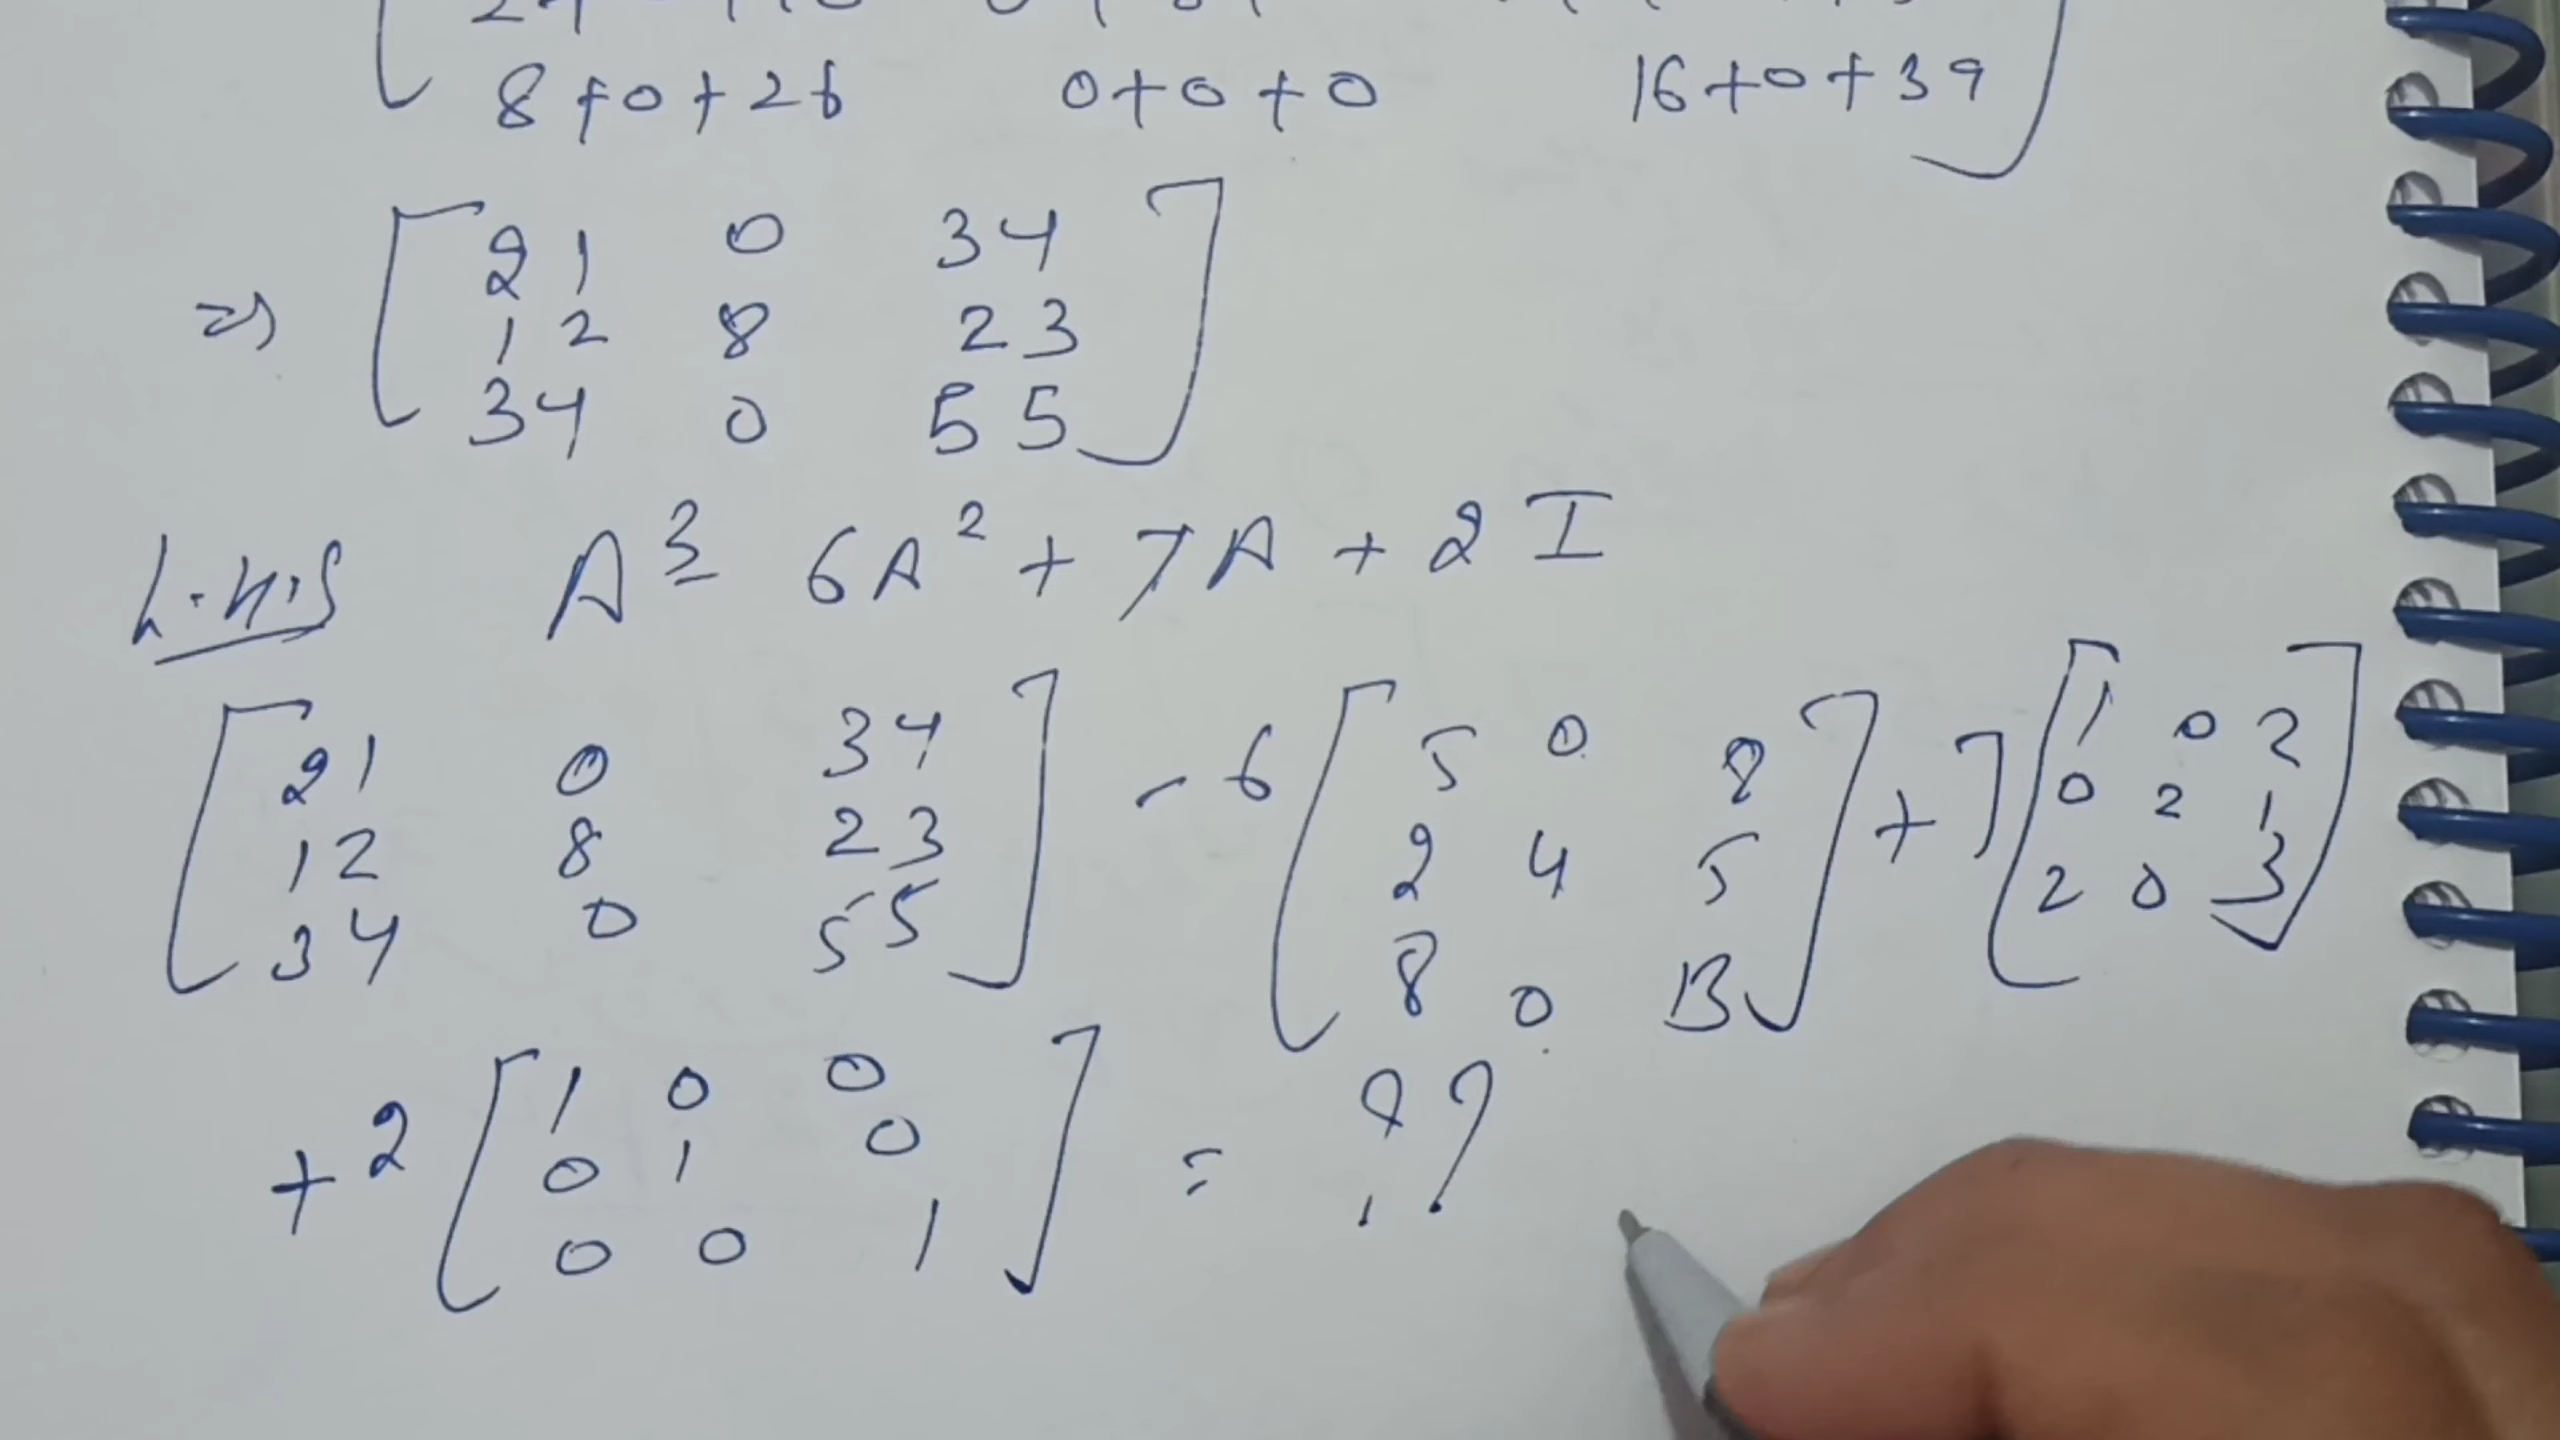 8+0+26 0+0+0 16+0+39
⇒ [21 0 34
12 8 23
34 0 55]
L.H.S A³ - 6A² + 7A + 2I
[21 0 34
12 8 23
34 0 55] - 6 [5 0 8
2 4 5
8 0 13] + 7 [1 0 2
0 2 1
2 0 3]
+ 2 [1 0 0
0 1 0
0 0 1] = ??